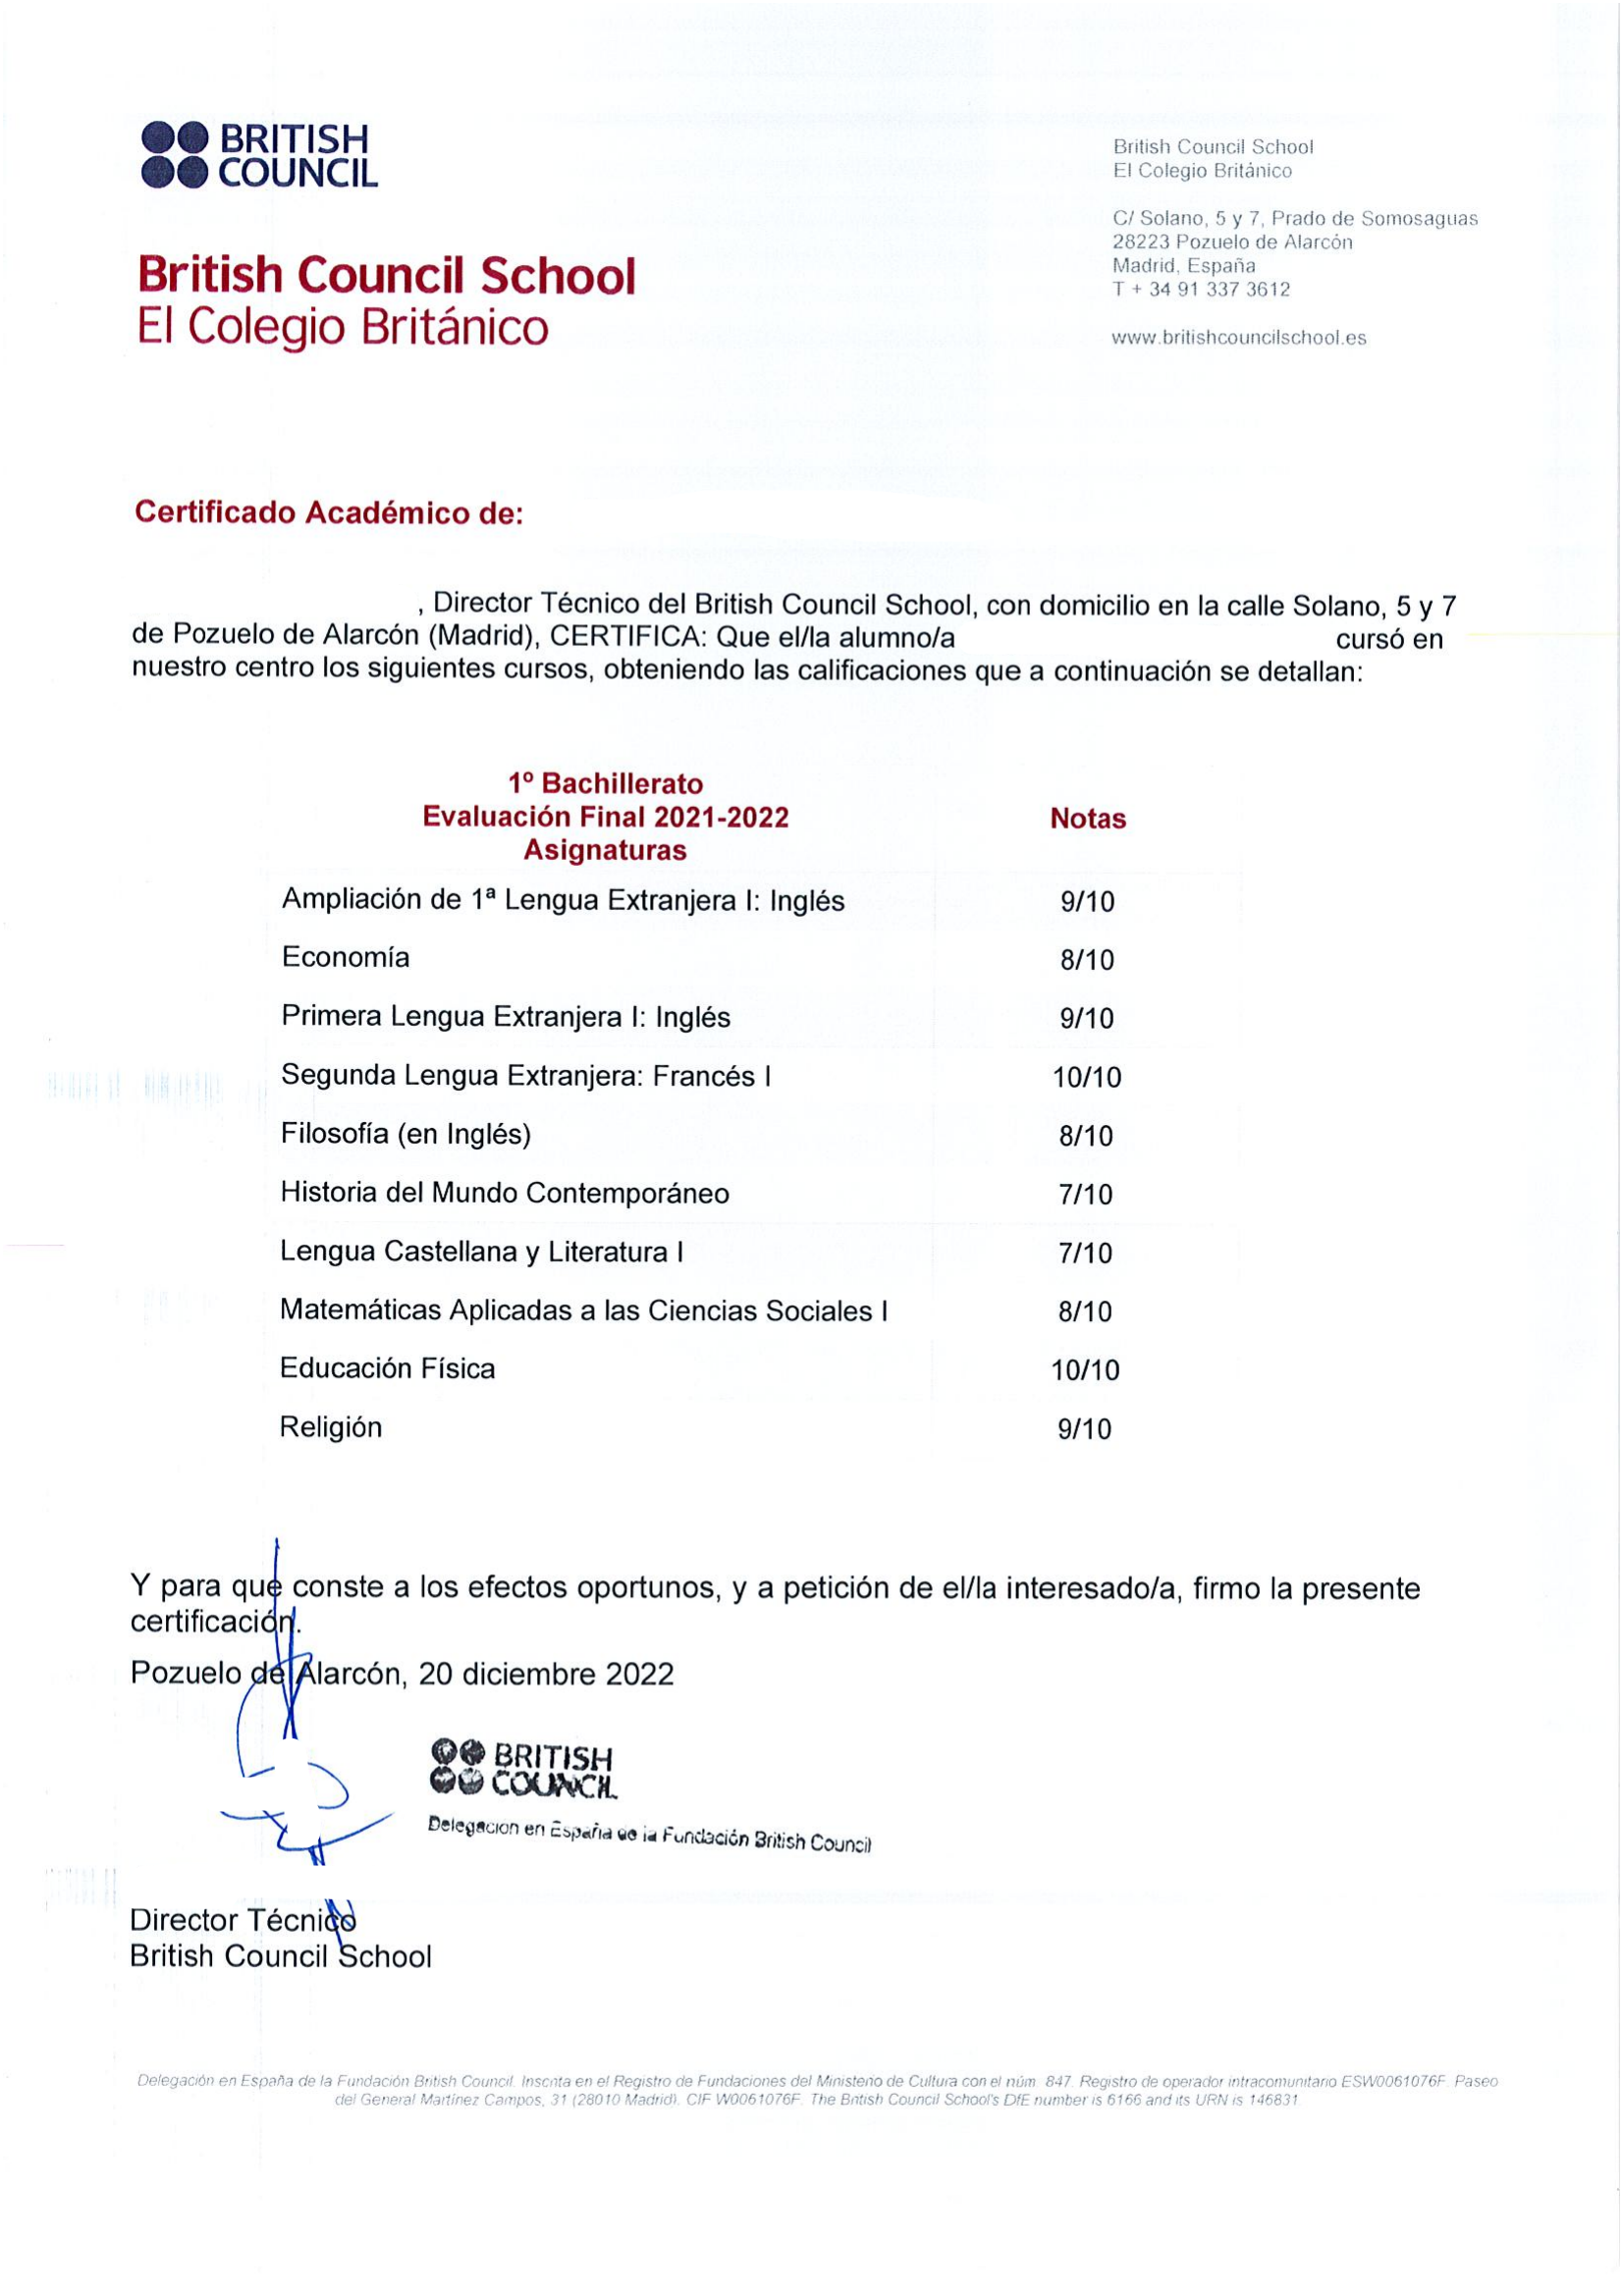 BRITISH
COUNCIL
British Council School
El Colegio Británico
British Council School
El Colegio Británico
C/ Solano, 5 y 7, Prado de Somosaguas
28223 Pozuelo de Alarcón
Madrid, España
T + 34 91 337 3612
www.britishcouncilschool.es
Certificado Académico de:
, Director Técnico del British Council School, con domicilio en la calle Solano, 5 y 7
de Pozuelo de Alarcón (Madrid), CERTIFICA: Que el/la alumno/a cursó en
nuestro centro los siguientes cursos, obteniendo las calificaciones que a continuación se detallan:
1º Bachillerato
Evaluación Final 2021-2022 Notas
Asignaturas
Ampliación de 1ª Lengua Extranjera I: Inglés 9/10
Economía 8/10
Primera Lengua Extranjera I: Inglés 9/10
Segunda Lengua Extranjera: Francés I 10/10
Filosofía (en Inglés) 8/10
Historia del Mundo Contemporáneo 7/10
Lengua Castellana y Literatura I 7/10
Matemáticas Aplicadas a las Ciencias Sociales I 8/10
Educación Física 10/10
Religión 9/10
Y para que conste a los efectos oportunos, y a petición de el/la interesado/a, firmo la presente
certificación.
Pozuelo de Alarcón, 20 diciembre 2022
BRITISH
COUNCIL
Delegacion en España de la Fundación British Council
Director Técnico
British Council School
Delegación en España de la Fundación British Council. Inscrita en el Registro de Fundaciones del Ministerio de Cultura con el núm. 847. Registro de operador intracomunitario ESW0061076F. Paseo
del General Martínez Campos, 31 (28010 Madrid). CIF W0061076F. The British Council School's DfE number is 6166 and its URN is 146831.